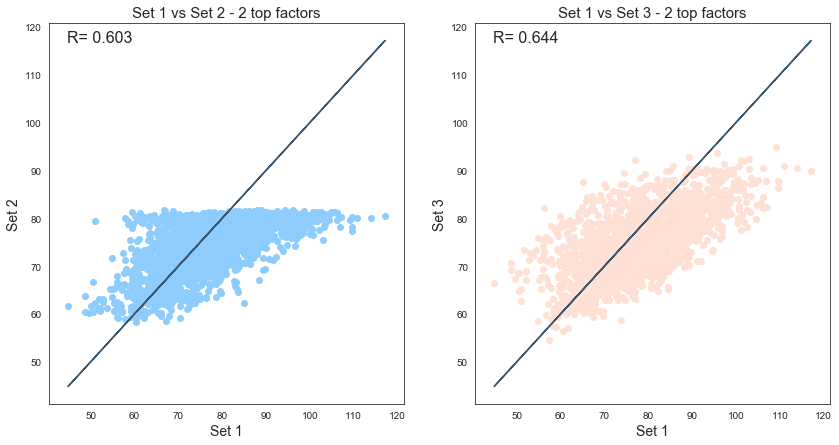 Set 1 vs Set 2 - 2 top factors
R= 0.603
120
110
100
90
80
70
60
50
Set 2
50 60 70 80 90 100 110 120
Set 1
Set 1 vs Set 3 - 2 top factors
R= 0.644
120
110
100
90
80
70
60
50
Set 3
50 60 70 80 90 100 110 120
Set 1